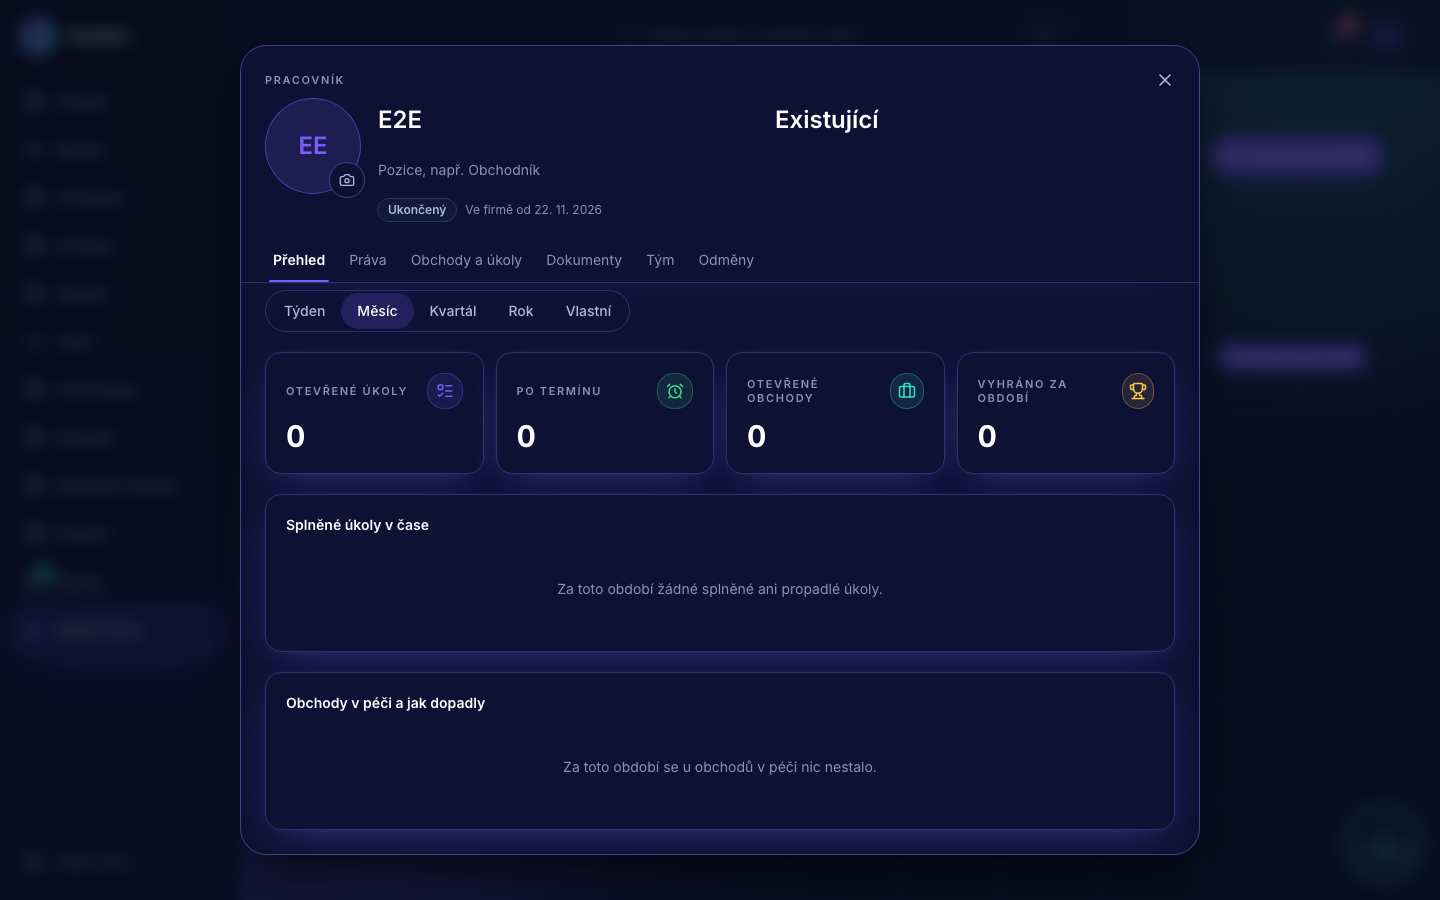 PRACOVNÍK
EE
E2E
Existující
Pozice, např. Obchodník
Ukončený
Ve firmě od 22. 11. 2026
Přehled
Práva
Obchody a úkoly
Dokumenty
Tým
Odměny
Týden
Měsíc
Kvartál
Rok
Vlastní
OTEVŘENÉ ÚKOLY
0
PO TERMÍNU
0
OTEVŘENÉ
OBCHODY
0
VYHRÁNO ZA
OBDOBÍ
0
Splněné úkoly v čase
Za toto období žádné splněné ani propadlé úkoly.
Obchody v péči a jak dopadly
Za toto období se u obchodů v péči nic nestalo.